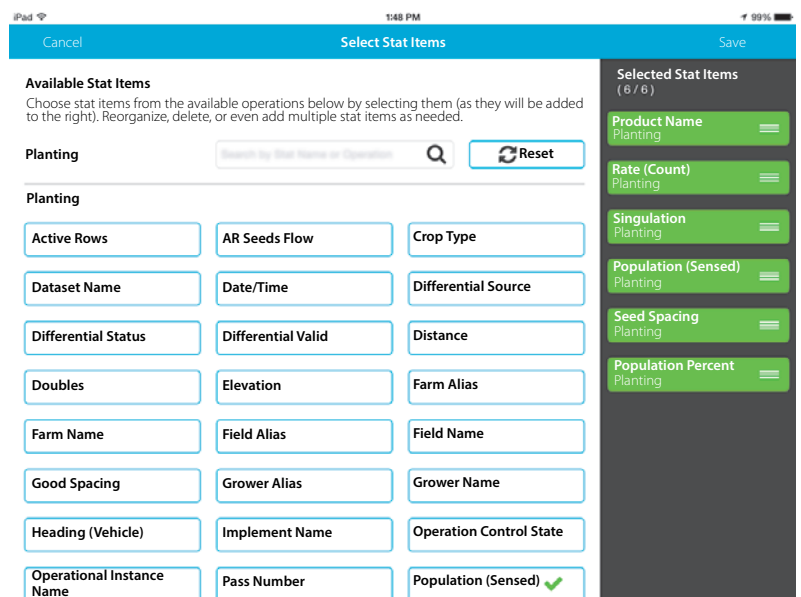 iPad 1:48 PM 99%
Cancel Select Stat Items Save
Available Stat Items
Choose stat items from the available operations below by selecting them (as they will be added
to the right). Reorganize, delete, or even add multiple stat items as needed.
Planting Search by Stat Name or Operation Reset
Planting
Active Rows AR Seeds Flow Crop Type
Dataset Name Date/Time Differential Source
Differential Status Differential Valid Distance
Doubles Elevation Farm Alias
Farm Name Field Alias Field Name
Good Spacing Grower Alias Grower Name
Heading (Vehicle) Implement Name Operation Control State
Operational Instance
Name Pass Number Population (Sensed)
Selected Stat Items
(6/6)
Product Name
Planting
Rate (Count)
Planting
Singulation
Planting
Population (Sensed)
Planting
Seed Spacing
Planting
Population Percent
Planting